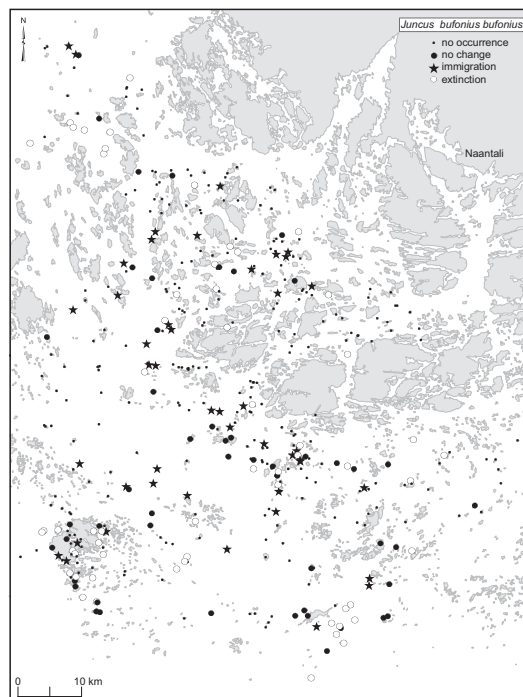 N
Juncus bufonius bufonius
no occurrence
no change
immigration
extinction
Naantali
0 10 km